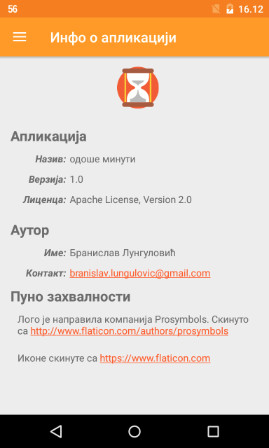 56 16.12
Инфо о апликацији
Апликација
Назив: одоше минути
Верзија: 1.0
Лиценца: Apache License, Version 2.0
Аутор
Име: Бранислав Лунгуловић
Контакт: branislav.lungulovic@gmail.com
Пуно захвалности
Лого је направила компанија Prosymbols. Скинуто
са http://www.flaticon.com/authors/prosymbols
Иконе скинуте са https://www.flaticon.com